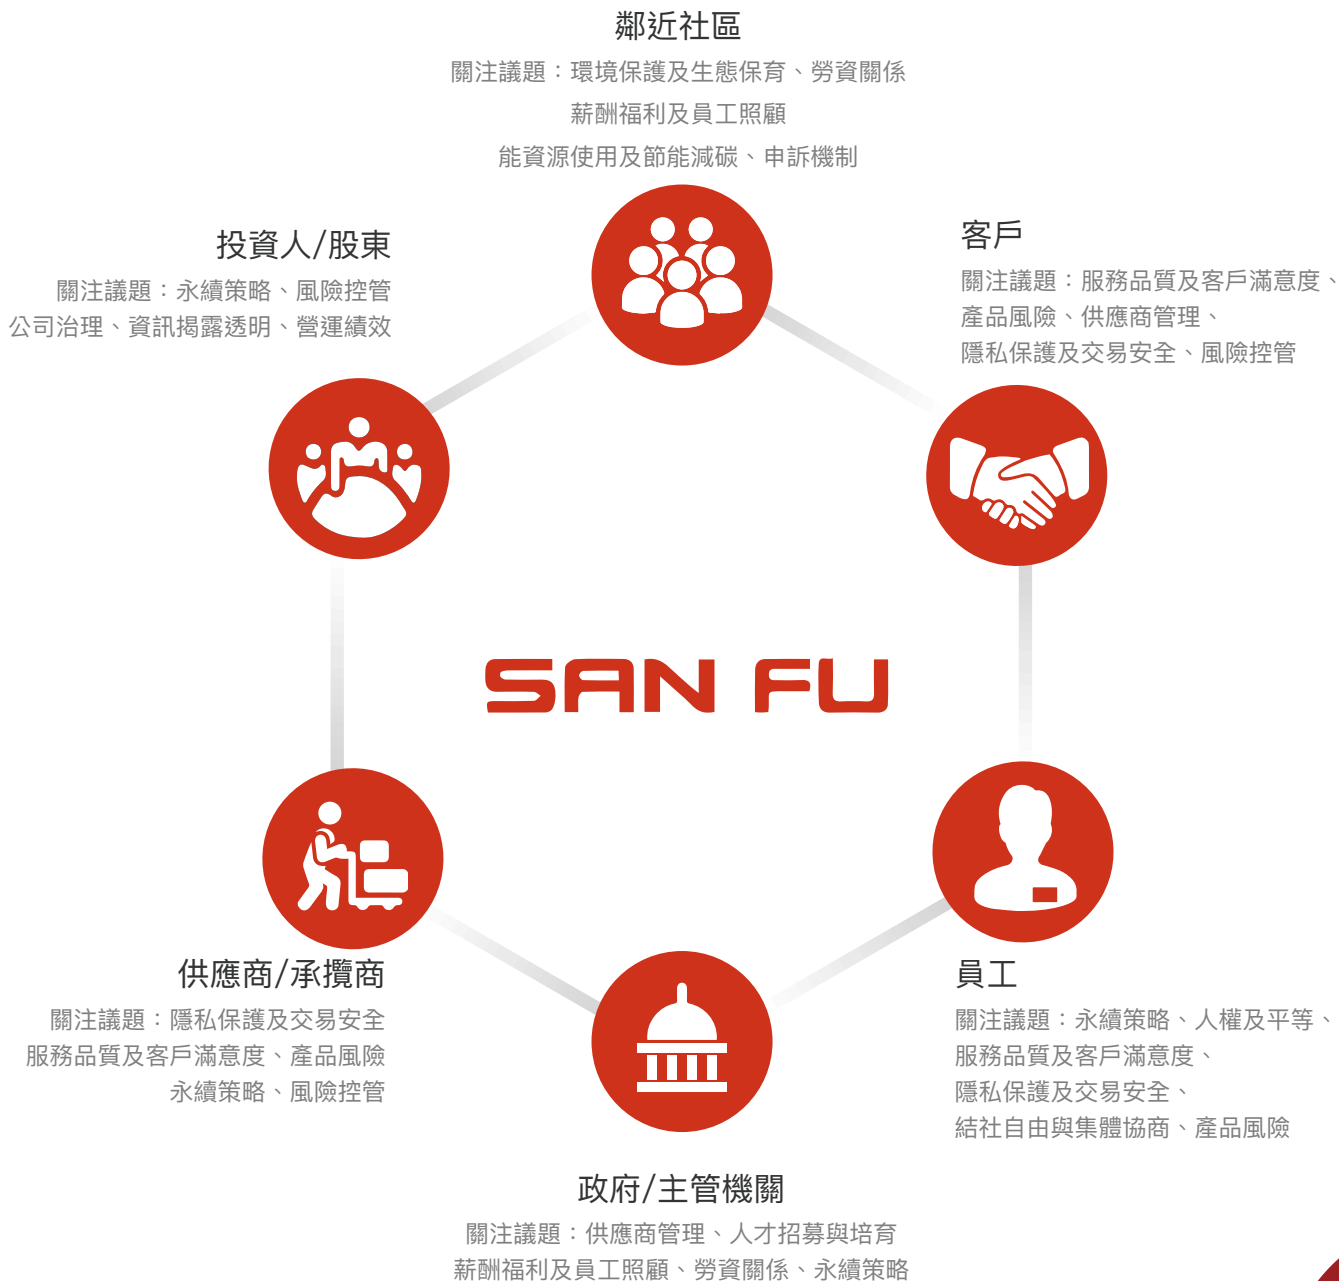 鄰近社區
關注議題：環境保護及生態保育、勞資關係
薪酬福利及員工照顧
能資源使用及節能減碳、申訴機制
投資人/股東
關注議題：永續策略、風險控管
公司治理、資訊揭露透明、營運績效
客戶
關注議題：服務品質及客戶滿意度、
產品風險、供應商管理、
隱私保護及交易安全、風險控管
SAN FU
供應商/承攬商
關注議題：隱私保護及交易安全
服務品質及客戶滿意度、產品風險
永續策略、風險控管
員工
關注議題：永續策略、人權及平等、
服務品質及客戶滿意度、
隱私保護及交易安全、
結社自由與集體協商、產品風險
政府/主管機關
關注議題：供應商管理、人才招募與培育
薪酬福利及員工照顧、勞資關係、永續策略